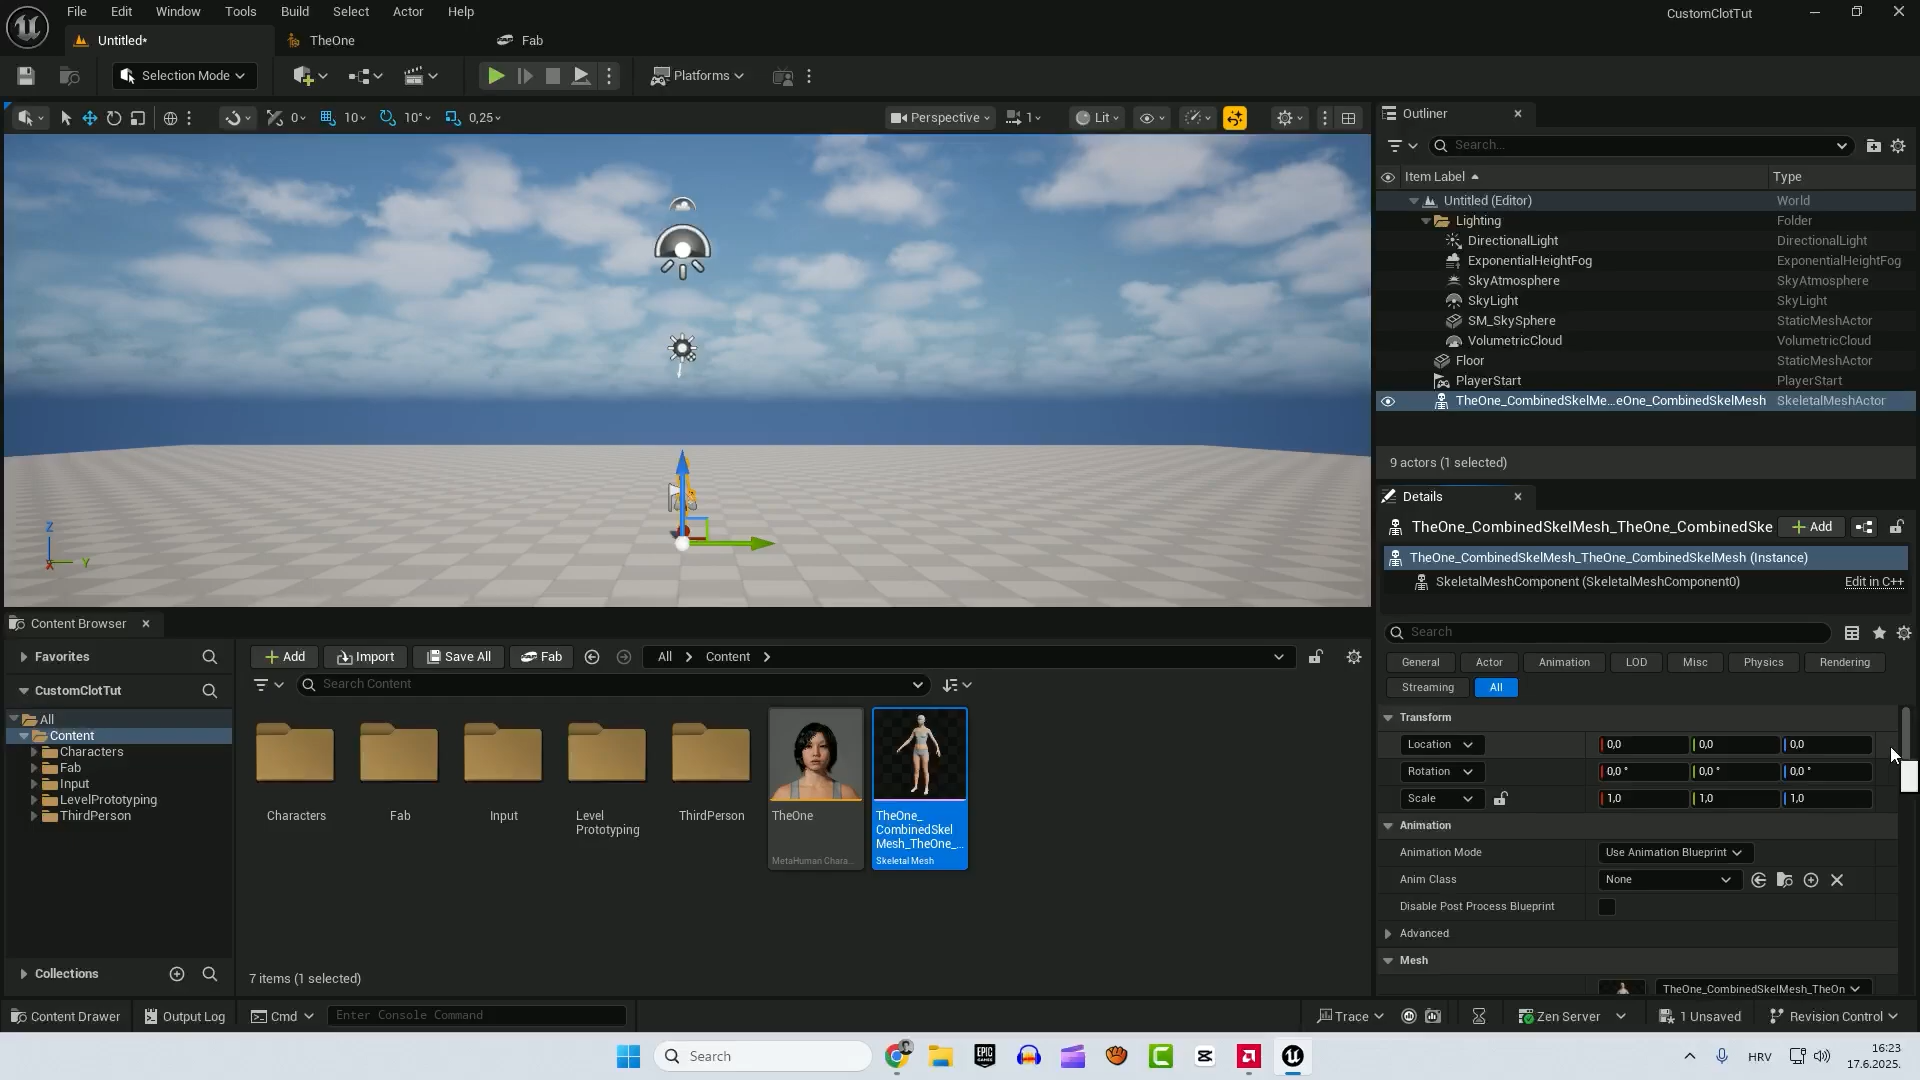 File Edit Window Tools Build Select Actor Help
CustomClotTut
Untitled* TheOne Fab
Selection Mode Platforms
0 10 10° 0,25 Perspective 1 Lit
Outliner
Search...
Item Label Type
Untitled (Editor) World
Lighting Folder
DirectionalLight DirectionalLight
ExponentialHeightFog ExponentialHeightFog
SkyAtmosphere SkyAtmosphere
SkyLight SkyLight
SM_SkySphere StaticMeshActor
VolumetricCloud VolumetricCloud
Floor StaticMeshActor
PlayerStart PlayerStart
TheOne_CombinedSkelMe...eOne_CombinedSkelMesh SkeletalMeshActor
9 actors (1 selected)
Z
X Y
Details
TheOne_CombinedSkelMesh_TheOne_CombinedSke Add
TheOne_CombinedSkelMesh_TheOne_CombinedSkelMesh (Instance)
SkeletalMeshComponent (SkeletalMeshComponent0) Edit in C++
Search
General Actor Animation LOD Misc Physics Rendering
Streaming All
Transform
Location 0,0 0,0 0,0
Rotation 0,0 ° 0,0 ° 0,0 °
Scale 1,0 1,0 1,0
Animation
Animation Mode Use Animation Blueprint
Anim Class None
Disable Post Process Blueprint
Advanced
Mesh
TheOne_CombinedSkelMesh_TheOn
Content Browser
Favorites
CustomClotTut
All
Content
Characters
Fab
Input
LevelPrototyping
ThirdPerson
Collections
Add Import Save All Fab All Content
Search Content
Characters
Fab
Input
Level
Prototyping
ThirdPerson
TheOne
MetaHuman Chara...
TheOne_
CombinedSkel
Mesh_TheOne_...
Skeletal Mesh
7 items (1 selected)
Content Drawer Output Log Cmd Enter Console Command Trace Zen Server 1 Unsaved Revision Control
Search
EPIC
GAMES
HRV
16:23
17.6.2025.